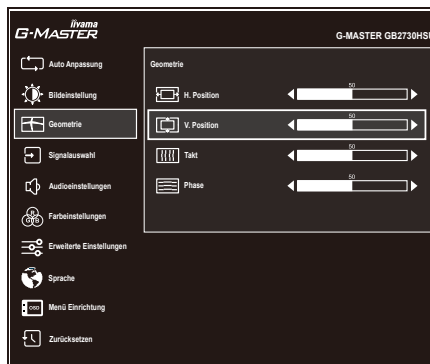 iiyama
G-MASTER
G-MASTER GB2730HSU
Auto Anpassung
Bildeinstellung
Geometrie
Signalauswahl
Audioeinstellungen
Farbeinstellungen
R
G B
Erweiterte Einstellungen
Sprache
OSD
Menü Einrichtung
Zurücksetzen
Geometrie
H. Position
50
V. Position
50
Takt
50
Phase
50